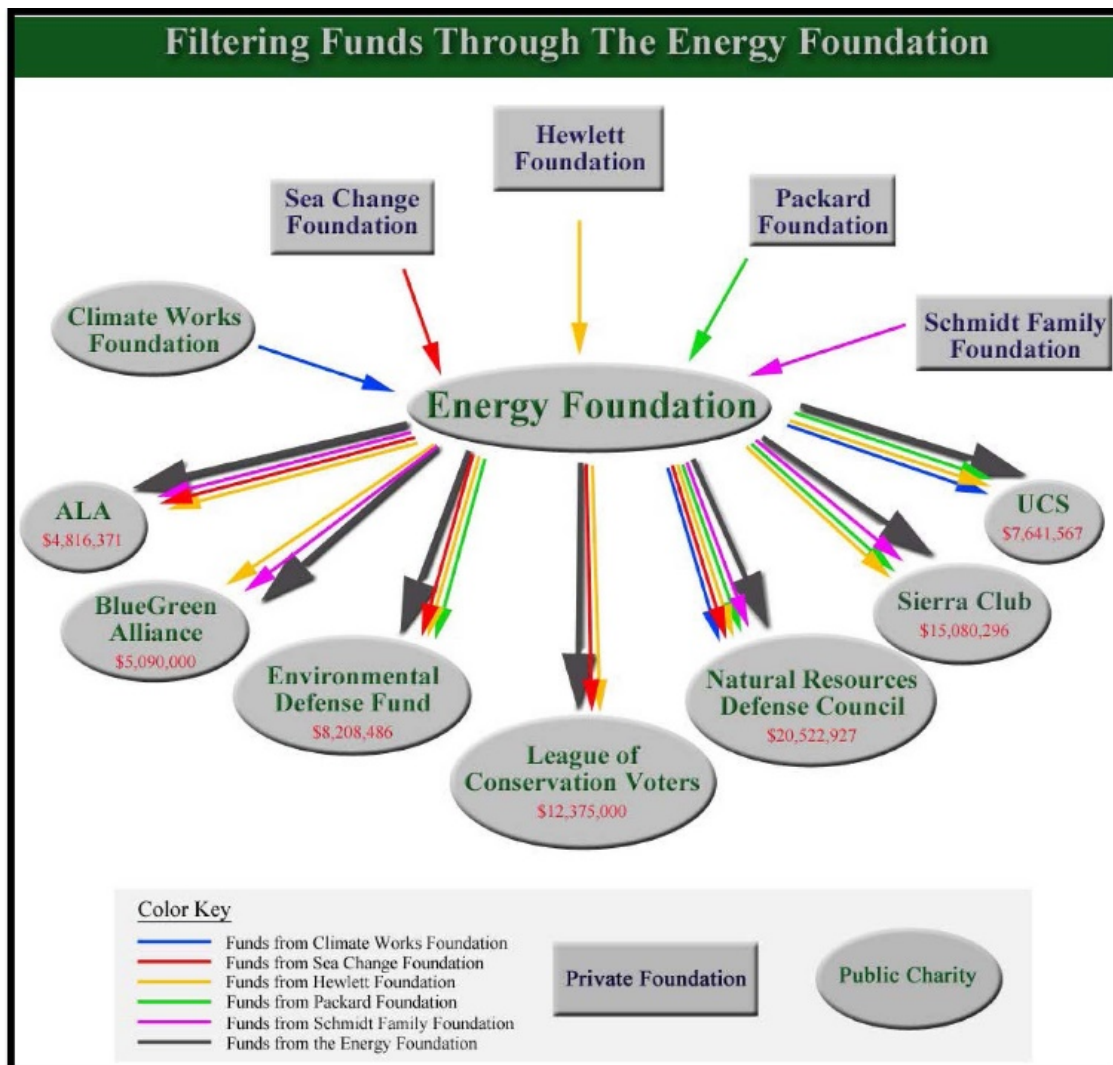 Filtering Funds Through The Energy Foundation
Hewlett
Foundation
Sea Change
Foundation
Packard
Foundation
Climate Works
Foundation
Schmidt Family
Foundation
Energy Foundation
ALA
$4,816,371
UCS
$7,641,567
BlueGreen
Alliance
$5,090,000
Sierra Club
$15,080,296
Environmental
Defense Fund
$8,208,486
Natural Resources
Defense Council
$20,522,927
League of
Conservation Voters
$12,375,000
Color Key
Funds from Climate Works Foundation
Funds from Sea Change Foundation
Funds from Hewlett Foundation
Funds from Packard Foundation
Funds from Schmidt Family Foundation
Funds from the Energy Foundation
Private Foundation
Public Charity